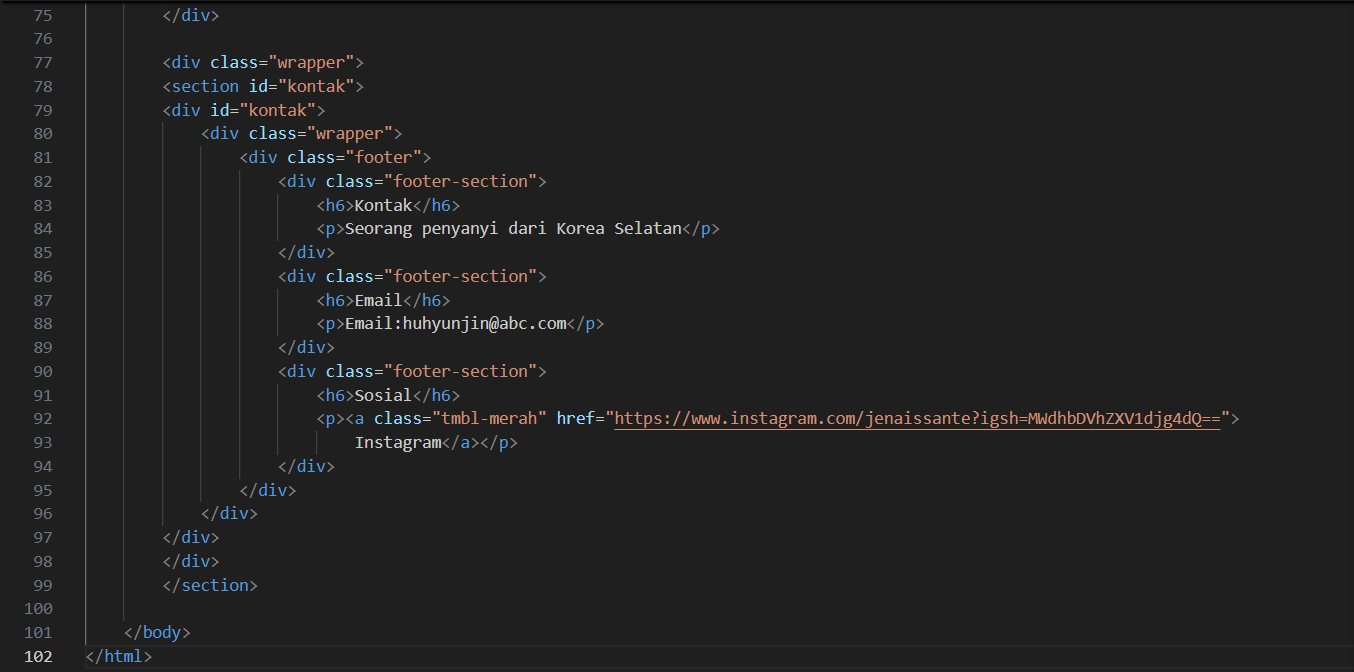 75 </div>
76
77 <div class="wrapper">
78 <section id="kontak">
79 <div id="kontak">
80 <div class="wrapper">
81 <div class="footer">
82 <div class="footer-section">
83 <h6>Kontak</h6>
84 <p>Seorang penyanyi dari Korea Selatan</p>
85 </div>
86 <div class="footer-section">
87 <h6>Email</h6>
88 <p>Email:huhyunjin@abc.com</p>
89 </div>
90 <div class="footer-section">
91 <h6>Sosial</h6>
92 <p><a class="tmbl-merah" href="https://www.instagram.com/jenaissante?igsh=MWdhbDVhZXV1djg4dQ==">
93 Instagram</a></p>
94 </div>
95 </div>
96 </div>
97 </div>
98 </div>
99 </section>
100
101 </body>
102 </html>